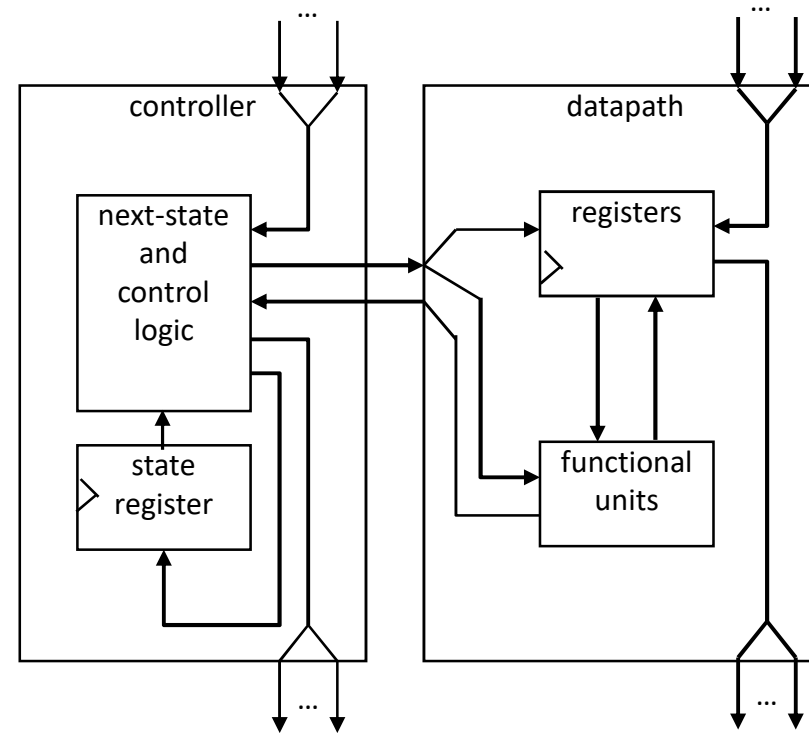 ...
...
controller
datapath
next-state
and
control
logic
registers
state
register
functional
units
...
...